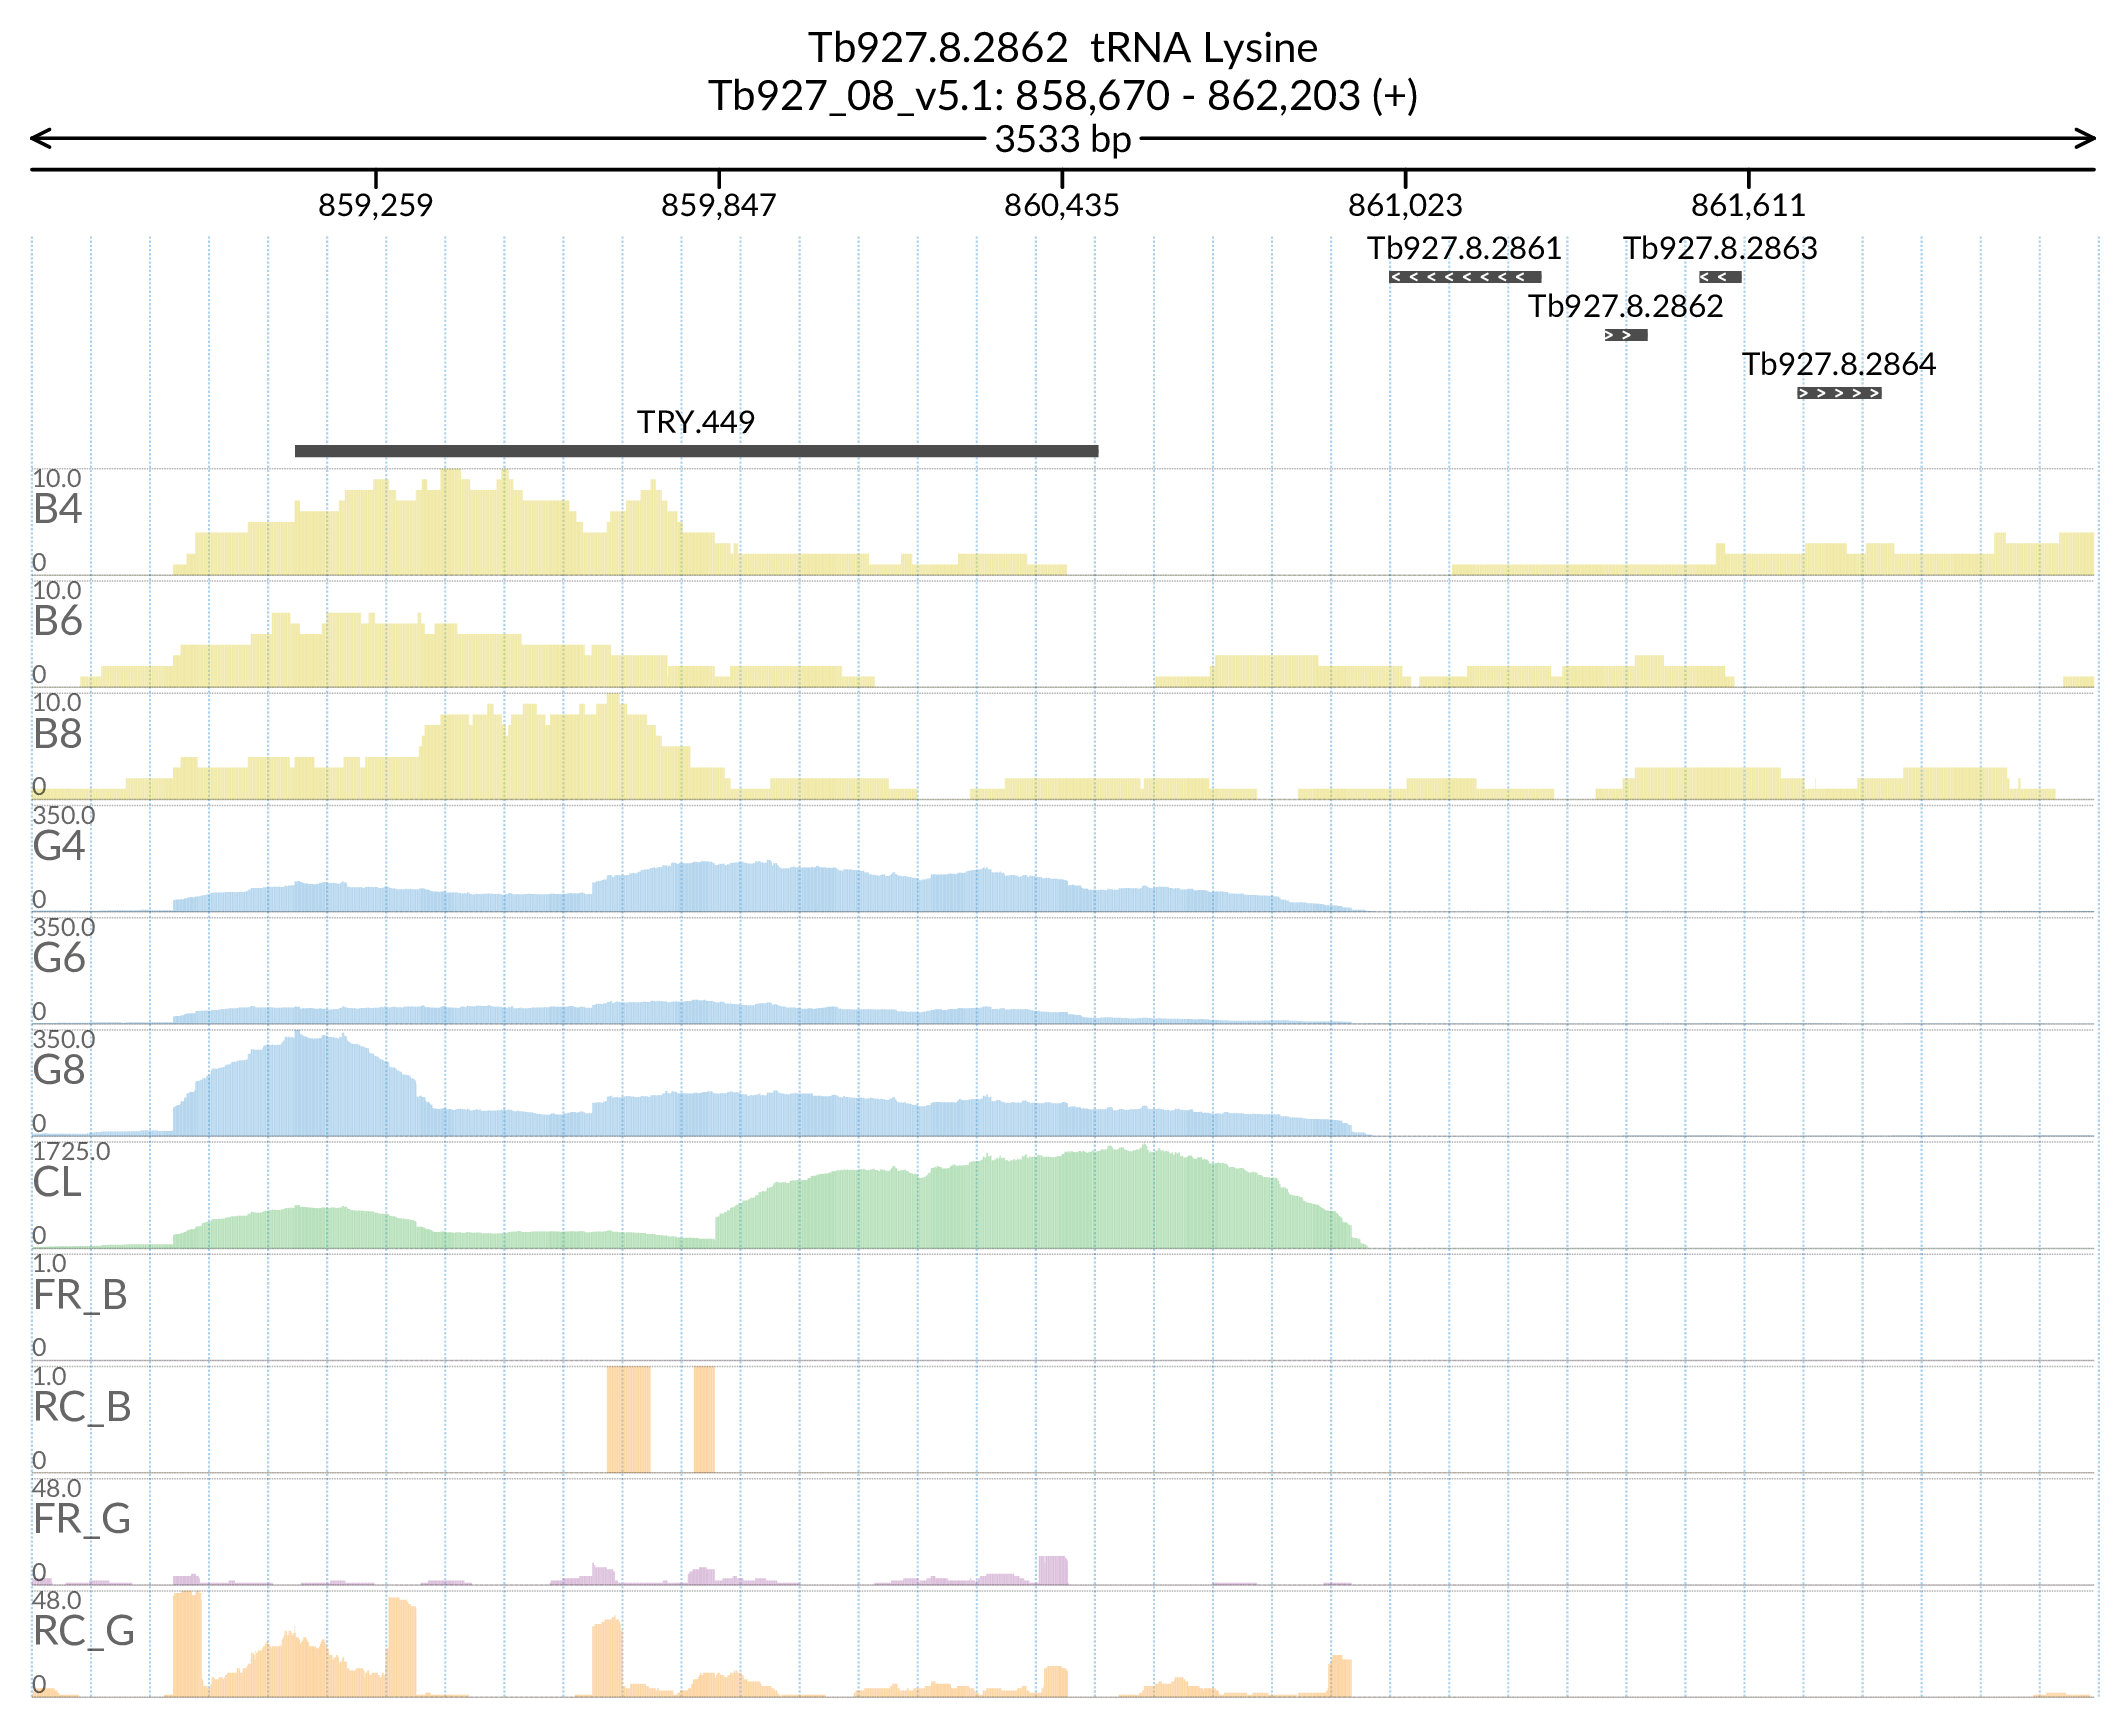 Tb927.8.2862 tRNA Lysine
Tb927_08_v5.1: 858,670 - 862,203 (+)
3533 bp
859,259 859,847 860,435 861,023 861,611
Tb927.8.2861 Tb927.8.2863
Tb927.8.2862
Tb927.8.2864
TRY.449
10.0
B4
0
10.0
B6
0
10.0
B8
0
350.0
G4
0
350.0
G6
0
350.0
G8
0
1725.0
CL
0
1.0
FR_B
0
1.0
RC_B
0
48.0
FR_G
0
48.0
RC_G
0